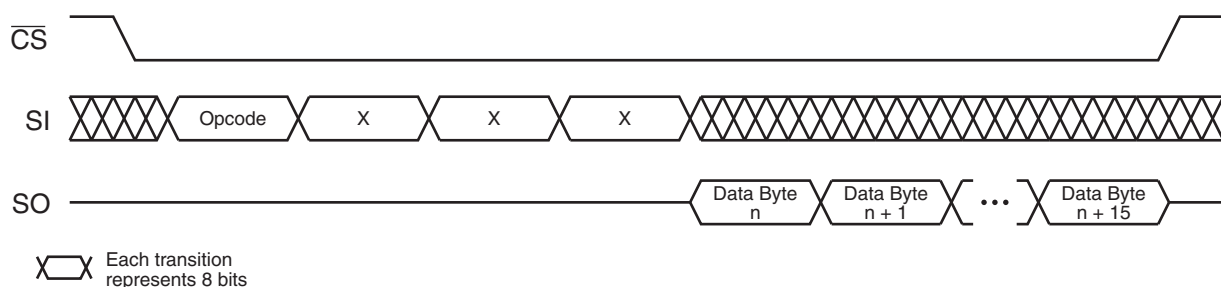 CS
SI
Opcode
X
X
X
SO
Data Byte
n
Data Byte
n + 1
•••
Data Byte
n + 15
Each transition
represents 8 bits